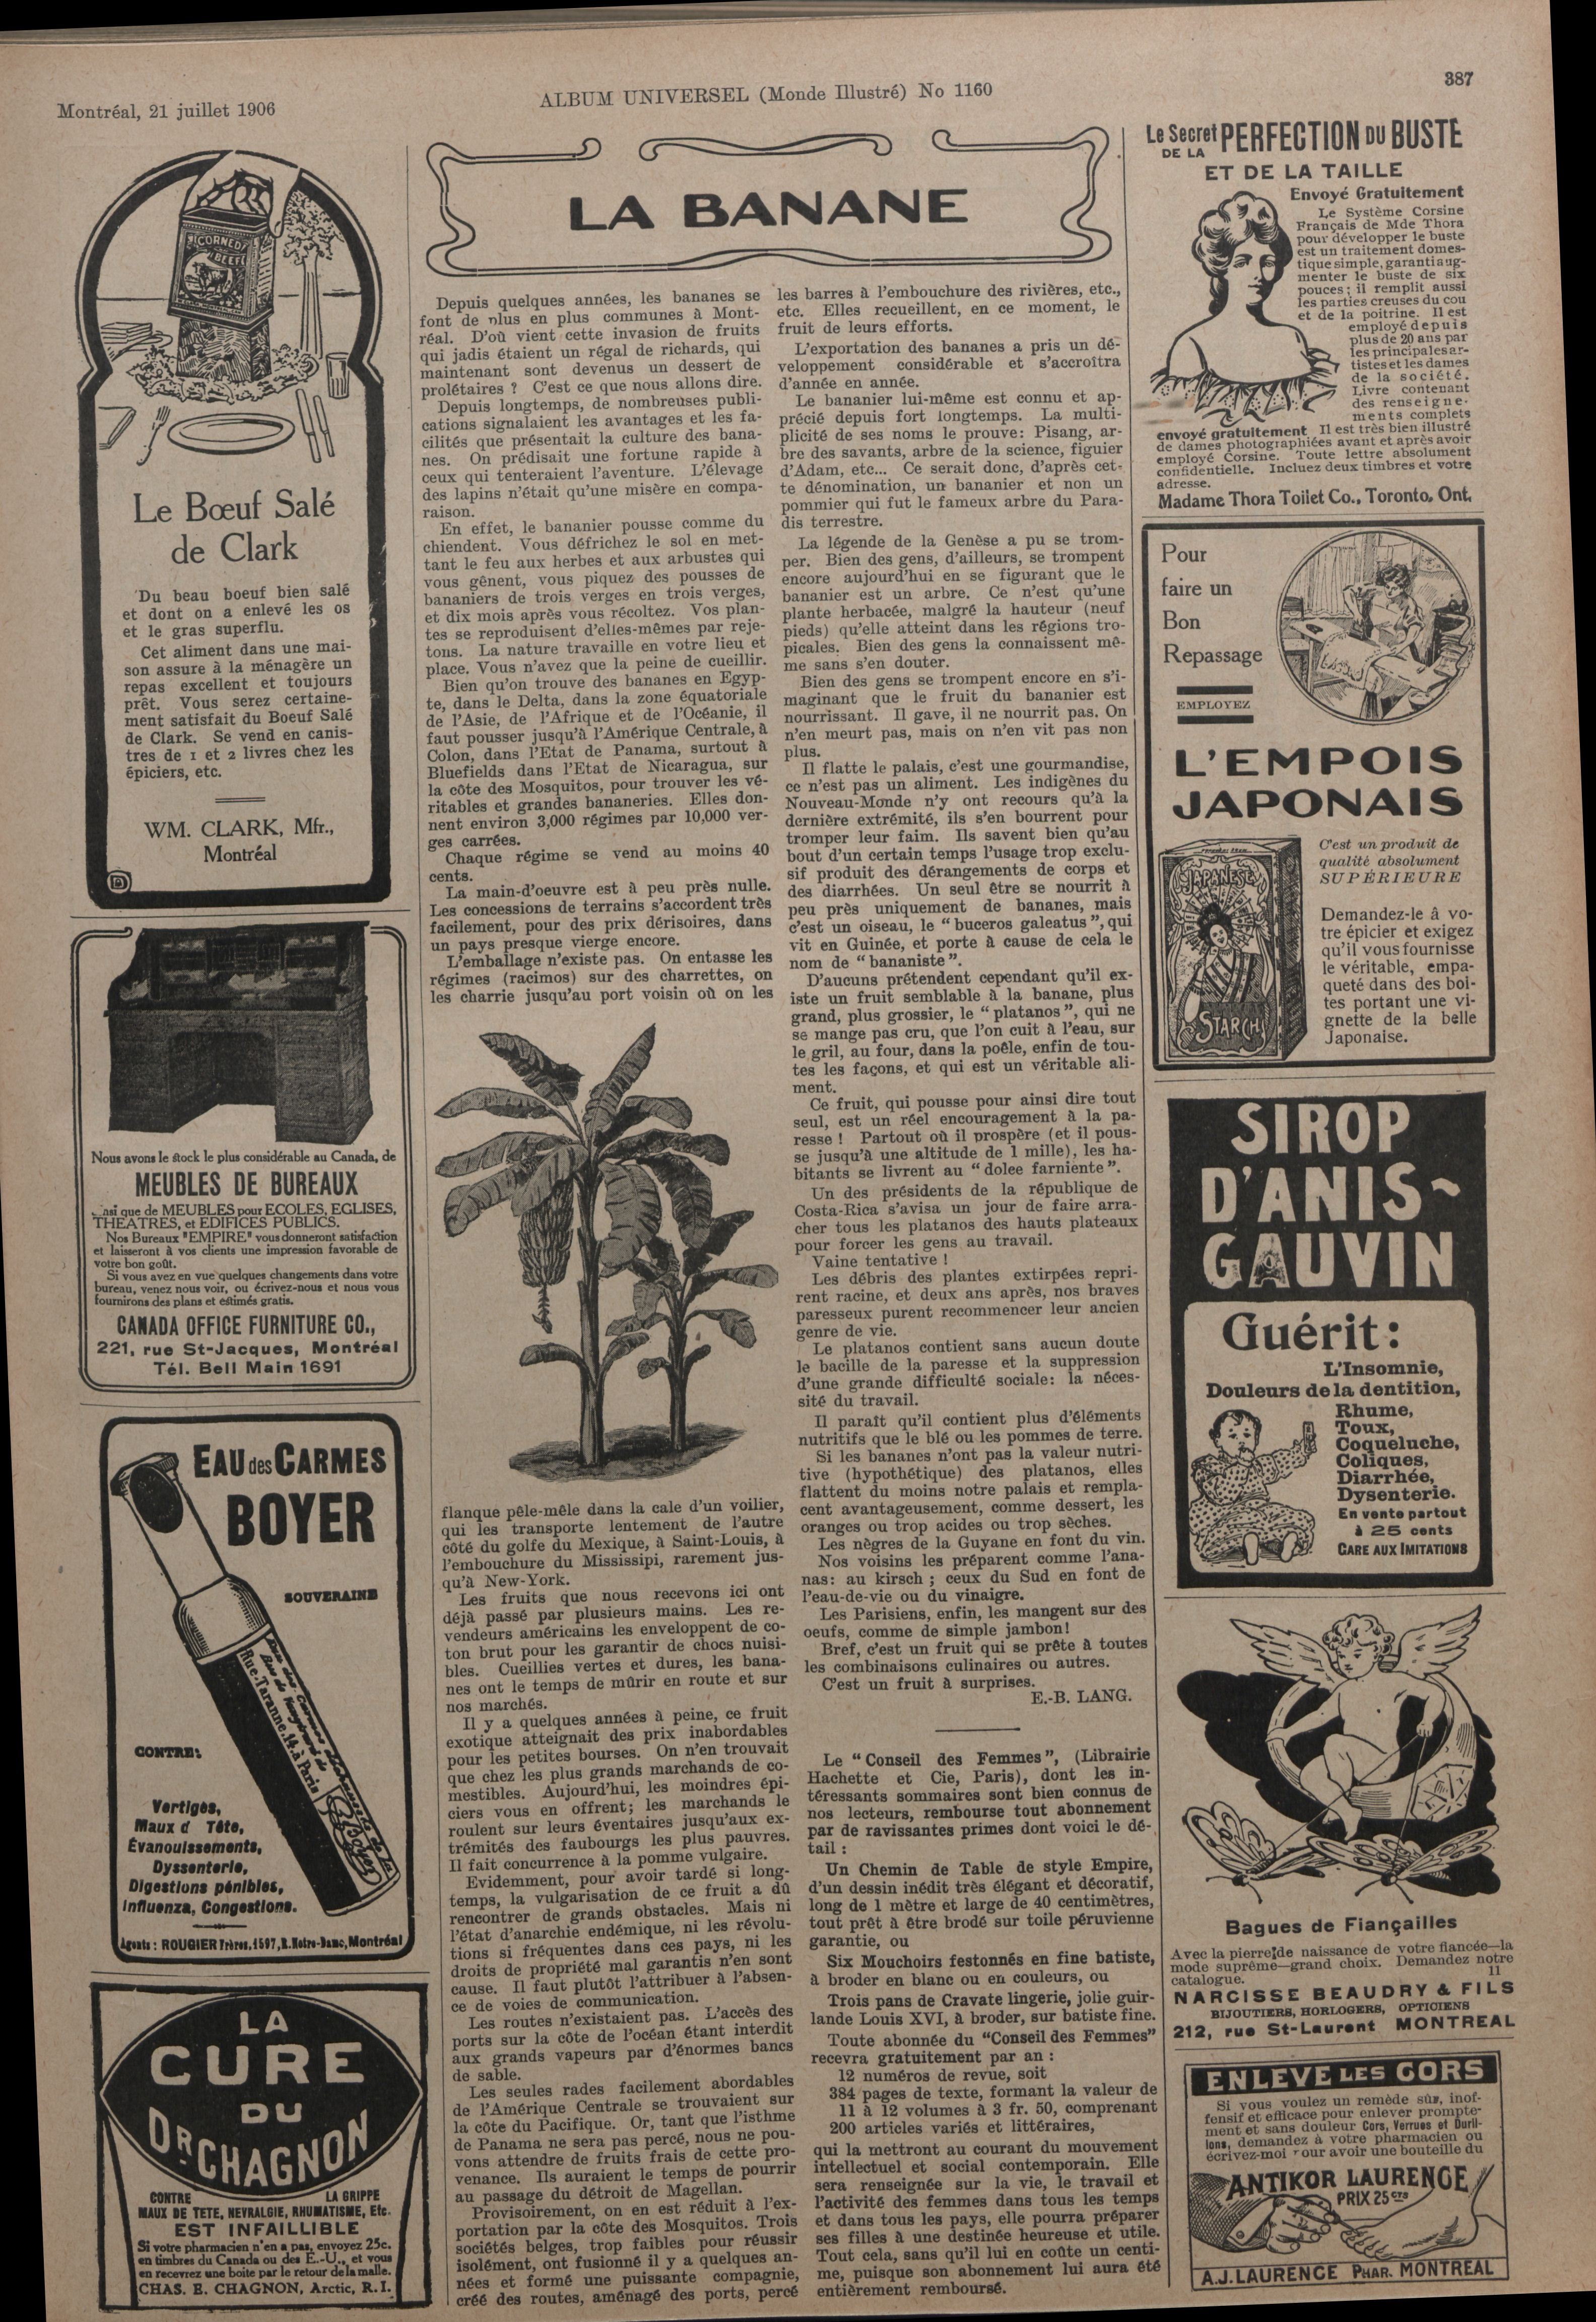 Montréal, 21 juillet 1906
ALBUM UNIVERSEL (Monde Illustré) No 1160
387
CORNED
BEEF
Le Bœuf Salé
de Clark
Du beau boeuf bien salé
et dont on a enlevé les os
et le gras superflu.
Cet aliment dans une mai-
son assure à la ménagère un
repas excellent et toujours
prêt. Vous serez certaine-
ment satisfait du Boeuf Salé
de Clark. Se vend en canis-
tres de 1 et 2 livres chez les
épiciers, etc.
WM. CLARK, Mfr.,
Montréal
Nous avons le stock le plus considérable au Canada, de
MEUBLES DE BUREAUX
nsi que de MEUBLES pour ECOLES, EGLISES,
THEATRES, et EDIFICES PUBLICS.
Nos Bureaux "EMPIRE" vous donneront satisfaction
et laisseront à vos clients une impression favorable de
votre bon goût.
Si vous avez en vue quelques changements dans votre
bureau, venez nous voir, ou écrivez-nous et nous vous
fournirons des plans et estimés gratis.
CANADA OFFICE FURNITURE CO.,
221, rue St-Jacques, Montréal
Tél. Bell Main 1691
EAU des CARMES
BOYER
SOUVERAINE
Eau des Carmes
Rue Taranne, 14, à Paris
Boyer
CONTRE:
Vertiges,
Maux d Tête,
Évanouissements,
Dyssenterie,
Digestions pénibles,
Influenza, Congestions.
Agents: ROUGIER Frères, 1597, R. Notre-Dame, Montréal
LA
CURE
DU
DR CHAGNON
CONTRE LA GRIPPE
MAUX DE TETE, NEVRALGIE, RHUMATISME, Etc.
EST INFAILLIBLE
Si votre pharmacien n'en a pas, envoyez 25c.
en timbres du Canada ou des E.-U., et vous
en recevrez une boite par le retour de la malle.
CHAS. E. CHAGNON, Arctic, R. I.
LA BANANE
Depuis quelques années, les bananes se
font de plus en plus communes à Mont-
réal. D'où vient cette invasion de fruits
qui jadis étaient un régal de richards, qui
maintenant sont devenus un dessert de
prolétaires ? C'est ce que nous allons dire.
Depuis longtemps, de nombreuses publi-
cations signalaient les avantages et les fa-
cilités que présentait la culture des bana-
nes. On prédisait une fortune rapide à
ceux qui tenteraient l'aventure. L'élevage
des lapins n'était qu'une misère en compa-
raison.
En effet, le bananier pousse comme du
chiendent. Vous défrichez le sol en met-
tant le feu aux herbes et aux arbustes qui
vous gênent, vous piquez des pousses de
bananiers de trois verges en trois verges,
et dix mois après vous récoltez. Vos plan-
tes se reproduisent d'elles-mêmes par reje-
tons. La nature travaille en votre lieu et
place. Vous n'avez que la peine de cueillir.
Bien qu'on trouve des bananes en Egyp-
te, dans le Delta, dans la zone équatoriale
de l'Asie, de l'Afrique et de l'Océanie, il
faut pousser jusqu'à l'Amérique Centrale, à
Colon, dans l'Etat de Panama, surtout à
Bluefields dans l'Etat de Nicaragua, sur
la côte des Mosquitos, pour trouver les vé-
ritables et grandes bananeries. Elles don-
nent environ 3,000 régimes par 10,000 ver-
ges carrées.
Chaque régime se vend au moins 40
cents.
La main-d'oeuvre est à peu près nulle.
Les concessions de terrains s'accordent très
facilement, pour des prix dérisoires, dans
un pays presque vierge encore.
L'emballage n'existe pas. On entasse les
régimes (racimos) sur des charrettes, on
les charrie jusqu'au port voisin où on les
flanque pêle-mêle dans la cale d'un voilier,
qui les transporte lentement de l'autre
côté du golfe du Mexique, à Saint-Louis, à
l'embouchure du Mississipi, rarement jus-
qu'à New-York.
Les fruits que nous recevons ici ont
déjà passé par plusieurs mains. Les re-
vendeurs américains les enveloppent de co-
ton brut pour les garantir de chocs nuisi-
bles. Cueillies vertes et dures, les bana-
nes ont le temps de mûrir en route et sur
nos marchés.
Il y a quelques années à peine, ce fruit
exotique atteignait des prix inabordables
pour les petites bourses. On n'en trouvait
que chez les plus grands marchands de co-
mestibles. Aujourd'hui, les moindres épi-
ciers vous en offrent; les marchands le
roulent sur leurs éventaires jusqu'aux ex-
trémités des faubourgs les plus pauvres.
Il fait concurrence à la pomme vulgaire.
Evidemment, pour avoir tardé si long-
temps, la vulgarisation de ce fruit a dû
rencontrer de grands obstacles. Mais ni
l'état d'anarchie endémique, ni les révolu-
tions si fréquentes dans ces pays, ni les
droits de propriété mal garantis n'en sont
cause. Il faut plutôt l'attribuer à l'absen-
ce de voies de communication.
Les routes n'existaient pas. L'accès des
ports sur la côte de l'océan étant interdit
aux grands vapeurs par d'énormes bancs
de sable.
Les seules rades facilement abordables
de l'Amérique Centrale se trouvaient sur
la côte du Pacifique. Or, tant que l'isthme
de Panama ne sera pas percé, nous ne pou-
vons attendre de fruits frais de cette pro-
venance. Ils auraient le temps de pourrir
au passage du détroit de Magellan.
Provisoirement, on en est réduit à l'ex-
portation par la côte des Mosquitos. Trois
sociétés belges, trop faibles pour réussir
isolément, ont fusionné il y a quelques an-
nées et formé une puissante compagnie,
créé des routes, aménagé des ports, percé
les barres à l'embouchure des rivières, etc.,
etc. Elles recueillent, en ce moment, le
fruit de leurs efforts.
L'exportation des bananes a pris un dé-
veloppement considérable et s'accroîtra
d'année en année.
Le bananier lui-même est connu et ap-
précié depuis fort longtemps. La multi-
plicité de ses noms le prouve: Pisang, ar-
bre des savants, arbre de la science, figuier
d'Adam, etc... Ce serait donc, d'après cet-
te dénomination, un bananier et non un
pommier qui fut le fameux arbre du Para-
dis terrestre.
La légende de la Genèse a pu se trom-
per. Bien des gens, d'ailleurs, se trompent
encore aujourd'hui en se figurant que le
bananier est un arbre. Ce n'est qu'une
plante herbacée, malgré la hauteur (neuf
pieds) qu'elle atteint dans les régions tro-
picales. Bien des gens la connaissent mê-
me sans s'en douter.
Bien des gens se trompent encore en s'i-
maginant que le fruit du bananier est
nourrissant. Il gave, il ne nourrit pas. On
n'en meurt pas, mais on n'en vit pas non
plus.
Il flatte le palais, c'est une gourmandise,
ce n'est pas un aliment. Les indigènes du
Nouveau-Monde n'y ont recours qu'à la
dernière extrémité, ils s'en bourrent pour
tromper leur faim. Ils savent bien qu'au
bout d'un certain temps l'usage trop exclu-
sif produit des dérangements de corps et
des diarrhées. Un seul être se nourrit à
peu près uniquement de bananes, mais
c'est un oiseau, le " buceros galeatus ", qui
vit en Guinée, et porte à cause de cela le
nom de " bananiste ".
D'aucuns prétendent cependant qu'il ex-
iste un fruit semblable à la banane, plus
grand, plus grossier, le " platanos ", qui ne
se mange pas cru, que l'on cuit à l'eau, sur
le gril, au four, dans la poêle, enfin de tou-
tes les façons, et qui est un véritable ali-
ment.
Ce fruit, qui pousse pour ainsi dire tout
seul, est un réel encouragement à la pa-
resse ! Partout où il prospère (et il pous-
se jusqu'à une altitude de 1 mille), les ha-
bitants se livrent au " dolee farniente ".
Un des présidents de la république de
Costa-Rica s'avisa un jour de faire arra-
cher tous les platanos des hauts plateaux
pour forcer les gens au travail.
Vaine tentative !
Les débris des plantes extirpées repri-
rent racine, et deux ans après, nos braves
paresseux purent recommencer leur ancien
genre de vie.
Le platanos contient sans aucun doute
le bacille de la paresse et la suppression
d'une grande difficulté sociale: la néces-
sité du travail.
Il paraît qu'il contient plus d'éléments
nutritifs que le blé ou les pommes de terre.
Si les bananes n'ont pas la valeur nutri-
tive (hypothétique) des platanos, elles
flattent du moins notre palais et rempla-
cent avantageusement, comme dessert, les
oranges ou trop acides ou trop sèches.
Les nègres de la Guyane en font du vin.
Nos voisins les préparent comme l'ana-
nas: au kirsch ; ceux du Sud en font de
l'eau-de-vie ou du vinaigre.
Les Parisiens, enfin, les mangent sur des
oeufs, comme de simple jambon!
Bref, c'est un fruit qui se prête à toutes
les combinaisons culinaires ou autres.
C'est un fruit à surprises.
E.-B. LANG.
Le " Conseil des Femmes", (Librairie
Hachette et Cie, Paris), dont les in-
téressants sommaires sont bien connus de
nos lecteurs, rembourse tout abonnement
par de ravissantes primes dont voici le dé-
tail :
Un Chemin de Table de style Empire,
d'un dessin inédit très élégant et décoratif,
long de 1 mètre et large de 40 centimètres,
tout prêt à être brodé sur toile péruvienne
garantie, ou
Six Mouchoirs festonnés en fine batiste,
à broder en blanc ou en couleurs, ou
Trois pans de Cravate lingerie, jolie guir-
lande Louis XVI, à broder, sur batiste fine.
Toute abonnée du "Conseil des Femmes"
recevra gratuitement par an :
12 numéros de revue, soit
384 pages de texte, formant la valeur de
11 à 12 volumes à 3 fr. 50, comprenant
200 articles variés et littéraires,
qui la mettront au courant du mouvement
intellectuel et social contemporain. Elle
sera renseignée sur la vie, le travail et
l'activité des femmes dans tous les temps
et dans tous les pays, elle pourra préparer
ses filles à une destinée heureuse et utile.
Tout cela, sans qu'il lui en coûte un centi-
me, puisque son abonnement lui aura été
entièrement remboursé.
Le Secret PERFECTION DU BUSTE
DE LA
ET DE LA TAILLE
Envoyé Gratuitement
Le Système Corsine
Français de Mde Thora
pour développer le buste
est un traitement domes-
tique simple, garanti aug-
menter le buste de six
pouces; il remplit aussi
les parties creuses du cou
et de la poitrine. Il est
employé depuis
plus de 20 ans par
les principales ar-
tistes et les dames
de la société.
Livre contenant
des renseigne-
ments complets
envoyé gratuitement Il est très bien illustré
de dames photographiées avant et après avoir
employé Corsine. Toute lettre absolument
confidentielle. Incluez deux timbres et votre
adresse.
Madame Thora Toilet Co., Toronto, Ont.
Pour
faire un
Bon
Repassage
EMPLOYEZ
L'EMPOIS
JAPONAIS
JAPANESE
STARCH
C'est un produit de
qualité absolument
SUPÉRIEURE
Demandez-le à vo-
tre épicier et exigez
qu'il vous fournisse
le véritable, empa-
queté dans des boi-
tes portant une vi-
gnette de la belle
Japonaise.
SIROP
D'ANIS-
GAUVIN
Guérit:
L'Insomnie,
Douleurs de la dentition,
Rhume,
Toux,
Coqueluche,
Coliques,
Diarrhée,
Dysenterie.
En vente partout
à 25 cents
GARE AUX IMITATIONS
Bagues de Fiançailles
Avec la pierre de naissance de votre fiancée—la
mode suprême—grand choix. Demandez notre
catalogue. 11
NARCISSE BEAUDRY & FILS
BIJOUTIERS, HORLOGERS, OPTICIENS
212, rue St-Laurent MONTREAL
ENLEVE LES CORS
Si vous voulez un remède sûr, inof-
fensif et efficace pour enlever prompte-
ment et sans douleur Cors, Verrues et Duril-
lons, demandez à votre pharmacien ou
écrivez-moi our avoir une bouteille du
ANTIKOR LAURENCE
PRIX 25 CTS
A.J. LAURENCE PHAR. MONTREAL